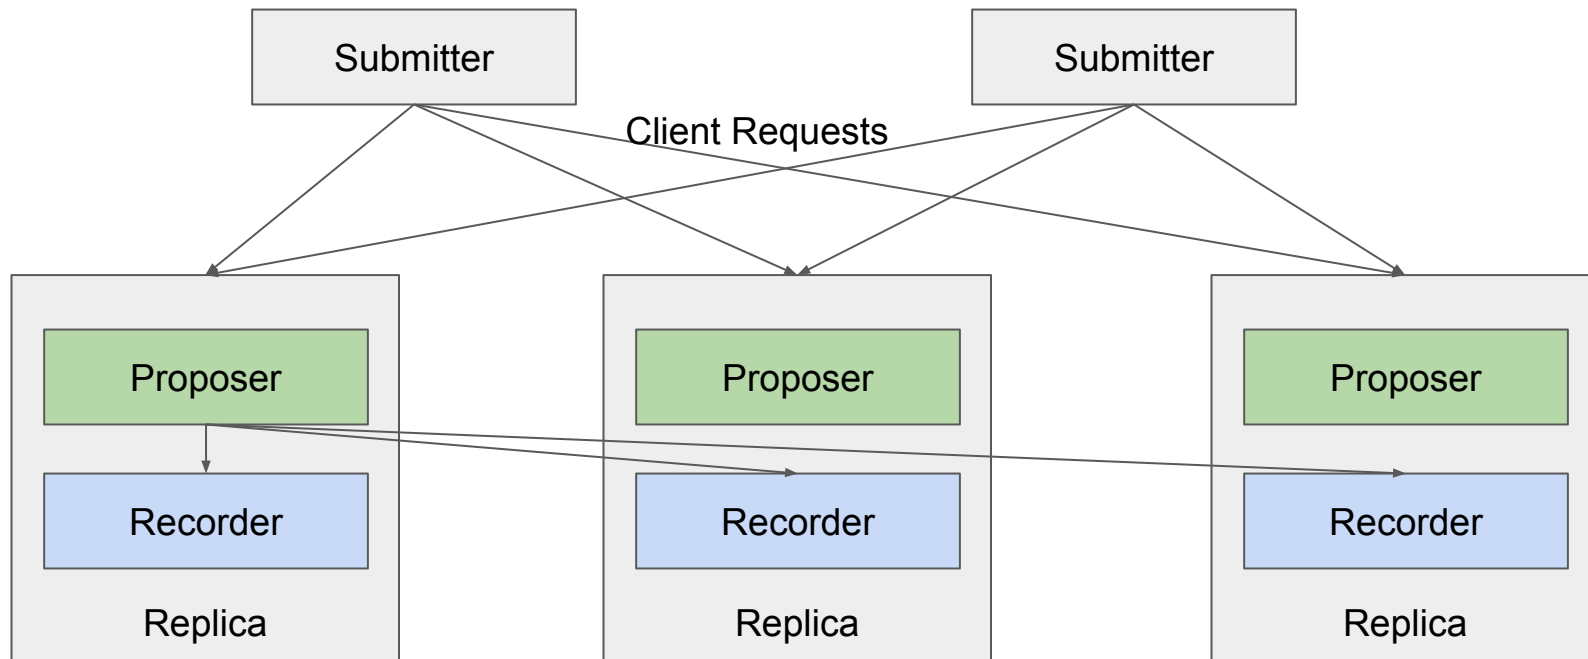 Submitter
Submitter
Client Requests
Proposer
Proposer
Proposer
Recorder
Recorder
Recorder
Replica
Replica
Replica